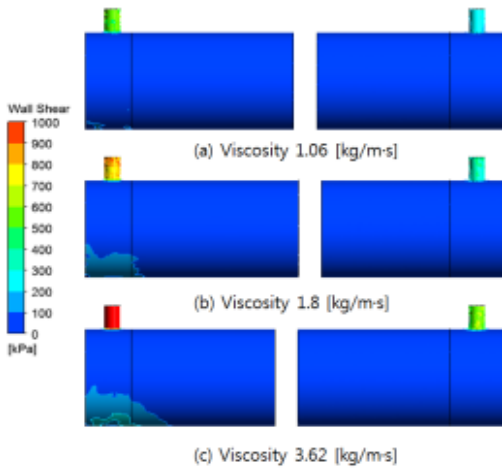 Wall Shear
1000
900
800
700
600
500
400
300
200
100
0
[kPa]
(a) Viscosity 1.06 [kg/m·s]
(b) Viscosity 1.8 [kg/m·s]
(c) Viscosity 3.62 [kg/m·s]